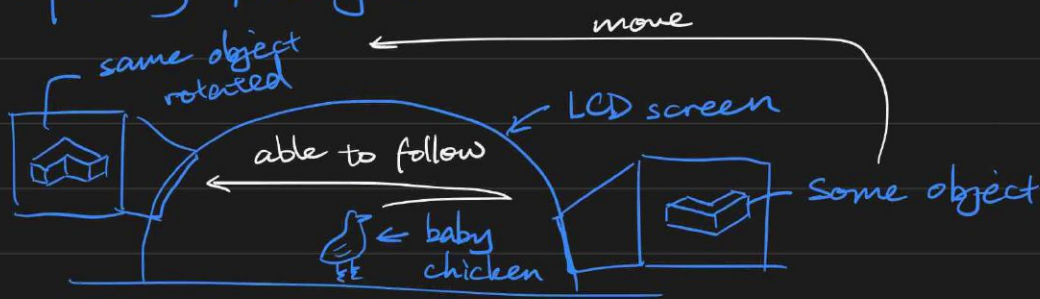 move
same object
rotated
LCD screen
able to follow
Some object
baby
chicken